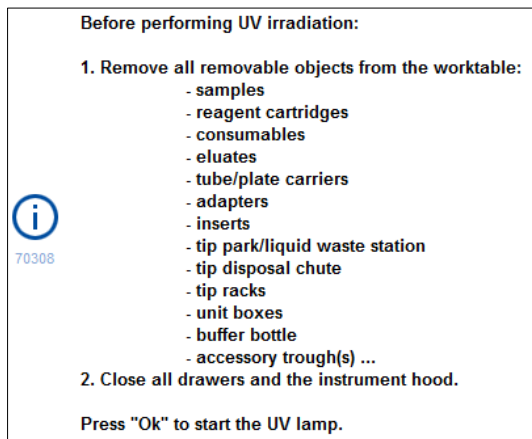 Before performing UV irradiation:
1. Remove all removable objects from the worktable:
- samples
- reagent cartridges
- consumables
- eluates
- tube/plate carriers
- adapters
- inserts
- tip park/liquid waste station
- tip disposal chute
- tip racks
- unit boxes
- buffer bottle
- accessory trough(s) ...
2. Close all drawers and the instrument hood.
Press "Ok" to start the UV lamp.
i
70308